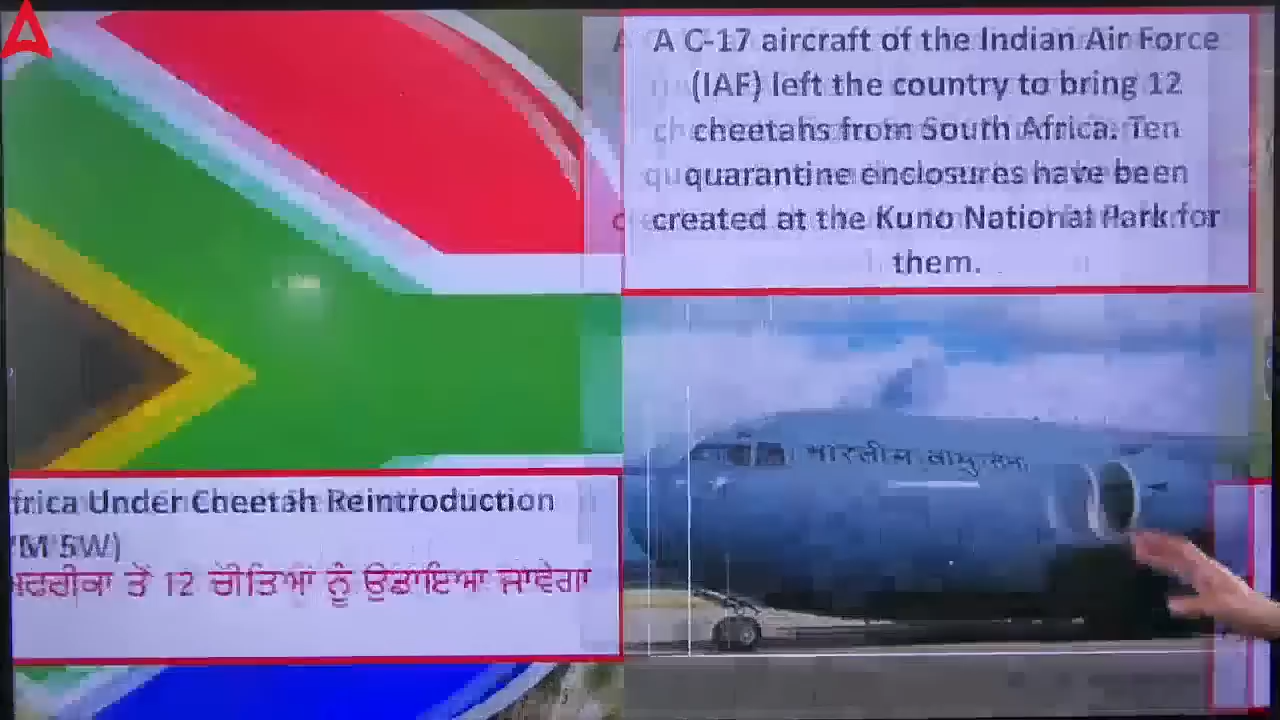 A C-17 aircraft of the Indian Air Force
(IAF) left the country to bring 12
cheetahs from South Africa. Ten
quarantine enclosures have been
created at the Kuno National Park for
them.
भारतीय वायु सेना
frica Under Cheetah Reintroduction
ਤੋਂ 12 ਚੀਤਿਆਂ ਨੂੰ ਉਡਾਇਆ ਜਾਵੇਗਾ